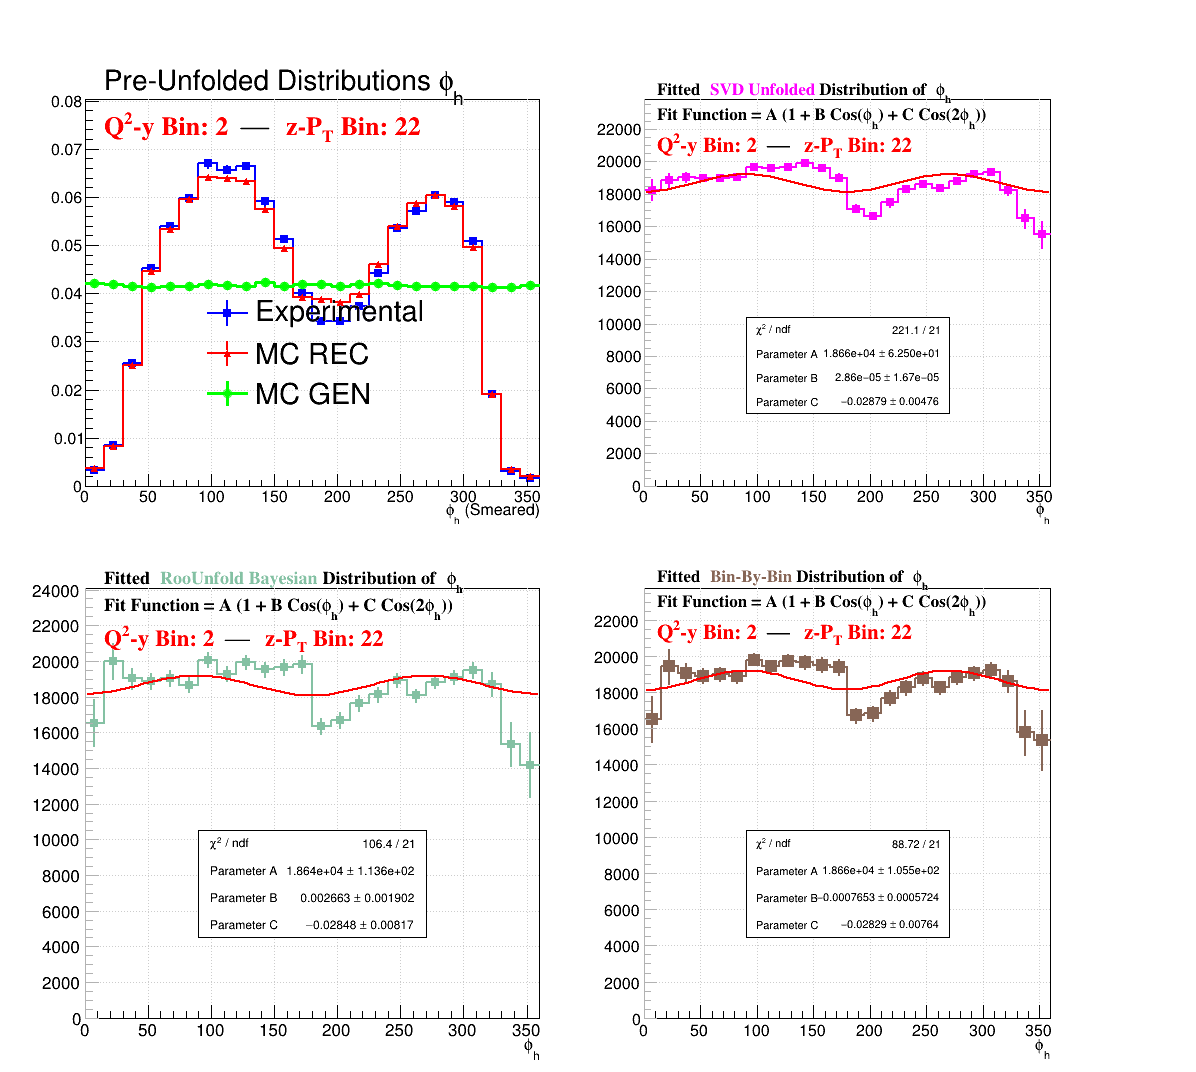 Pre-Unfolded Distributions ϕh
Q2-y Bin: 2 — z-PT Bin: 22
0.08
0.07
0.06
0.05
0.04
0.03
0.02
0.01
0
Experimental
MC REC
MC GEN
0 50 100 150 200 250 300 350
ϕh (Smeared)
Fitted SVD Unfolded Distribution of ϕh
Fit Function = A (1 + B Cos(ϕh) + C Cos(2ϕh))
Q2-y Bin: 2 — z-PT Bin: 22
22000
20000
18000
16000
14000
12000
10000
8000
6000
4000
2000
0
χ2 / ndf 221.1 / 21
Parameter A 1.866e+04 ± 6.250e+01
Parameter B 2.86e−05 ± 1.67e−05
Parameter C −0.02879 ± 0.00476
0 50 100 150 200 250 300 350
ϕh
Fitted RooUnfold Bayesian Distribution of ϕh
Fit Function = A (1 + B Cos(ϕh) + C Cos(2ϕh))
Q2-y Bin: 2 — z-PT Bin: 22
24000
22000
20000
18000
16000
14000
12000
10000
8000
6000
4000
2000
0
χ2 / ndf 106.4 / 21
Parameter A 1.864e+04 ± 1.136e+02
Parameter B 0.002663 ± 0.001902
Parameter C −0.02848 ± 0.00817
0 50 100 150 200 250 300 350
ϕh
Fitted Bin-By-Bin Distribution of ϕh
Fit Function = A (1 + B Cos(ϕh) + C Cos(2ϕh))
Q2-y Bin: 2 — z-PT Bin: 22
22000
20000
18000
16000
14000
12000
10000
8000
6000
4000
2000
0
χ2 / ndf 88.72 / 21
Parameter A 1.866e+04 ± 1.055e+02
Parameter B −0.0007653 ± 0.0005724
Parameter C −0.02829 ± 0.00764
0 50 100 150 200 250 300 350
ϕh